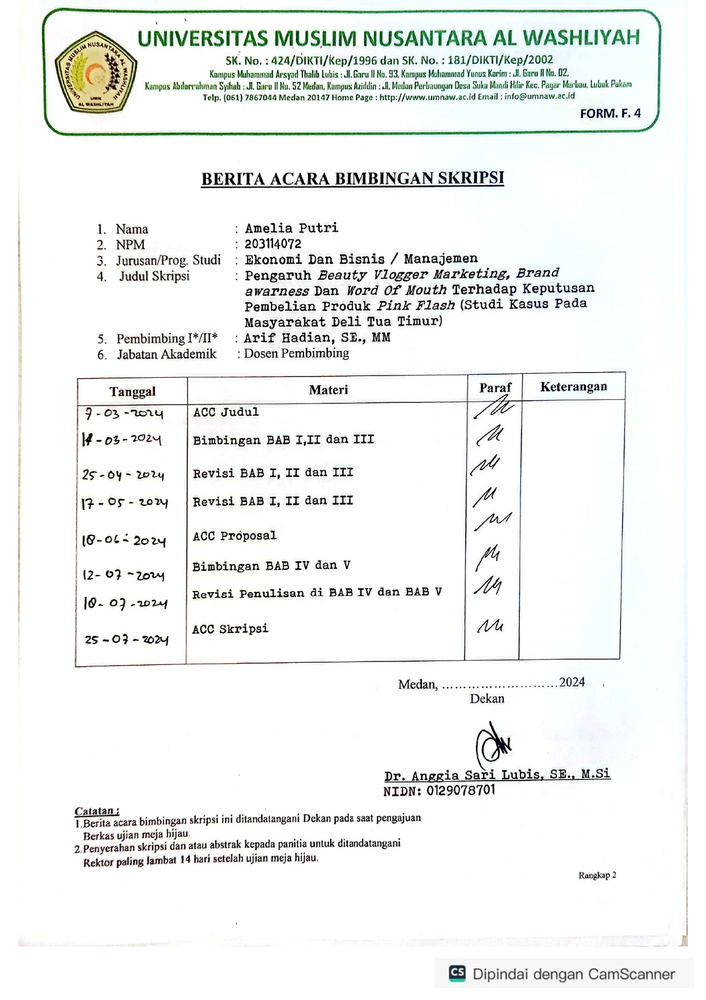 UNIVERSITAS MUSLIM NUSANTARA AL WASHLIYAH
SK. No. : 424/DIKTI/Kep/1996 dan SK. No. : 181/DIKTI/Kep/2002
Kampus Muhammad Arsyad Thalib Lubis : Jl. Garu II No. 93, Kampus Muhammad Yunus Karim : Jl. Garu II No. 02,
Kampus Abdurrahman Syihab : Jl. Garu II No. 52 Medan, Kampus Aziddin : Jl. Medan Perbaungan Desa Suka Mandi Hilir Kec. Pagar Merbau, Lubuk Pakam
Telp. (061) 7867044 Medan 20147 Home Page : http://www.umnaw.ac.id Email : info@umnaw.ac.id
FORM. F. 4
UNIVERSITAS MUSLIM NUSANTARA AL WASHLIYAH
UMN
AL WASHLIYAH
BERITA ACARA BIMBINGAN SKRIPSI
1. Nama : Amelia Putri
2. NPM : 203114072
3. Jurusan/Prog. Studi : Ekonomi Dan Bisnis / Manajemen
4. Judul Skripsi : Pengaruh Beauty Vlogger Marketing, Brand
awarness Dan Word Of Mouth Terhadap Keputusan
Pembelian Produk Pink Flash (Studi Kasus Pada
Masyarakat Deli Tua Timur)
5. Pembimbing I*/II* : Arif Hadian, SE., MM
6. Jabatan Akademik : Dosen Pembimbing
Tanggal Materi Paraf Keterangan
7-03-2024 ACC Judul
-03-2024 Bimbingan BAB I,II dan III
25-04-2024 Revisi BAB I, II dan III
17-05-2024 Revisi BAB I, II dan III
18-06-2024 ACC Proposal
12-07-2024 Bimbingan BAB IV dan V
18-07-2024 Revisi Penulisan di BAB IV dan BAB V
25-07-2024 ACC Skripsi
Medan, ...........................2024
Dekan
Dr. Anggia Sari Lubis, SE., M.Si
NIDN: 0129078701
Catatan :
1.Berita acara bimbingan skripsi ini ditandatangani Dekan pada saat pengajuan
Berkas ujian meja hijau.
2.Penyerahan skripsi dan atau abstrak kepada panitia untuk ditandatangani
Rektor paling lambat 14 hari setelah ujian meja hijau.
Rangkap 2
CS Dipindai dengan CamScanner